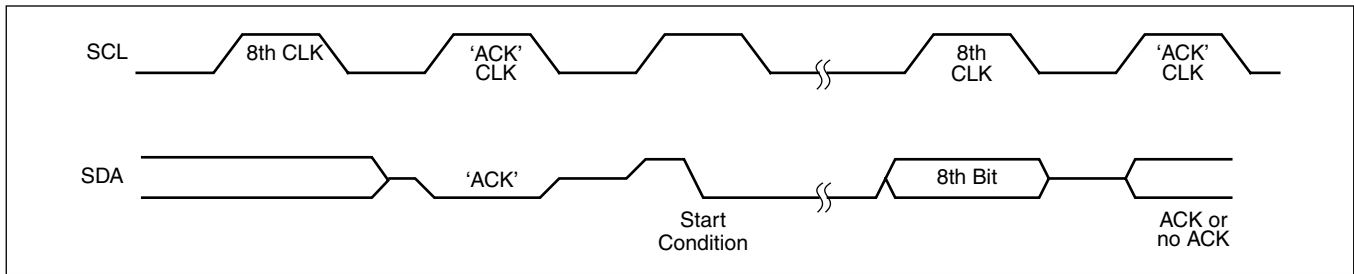 SCL
8th CLK
‘ACK’
CLK
8th
CLK
‘ACK’
CLK
SDA
‘ACK’
8th Bit
Start
Condition
ACK or
no ACK